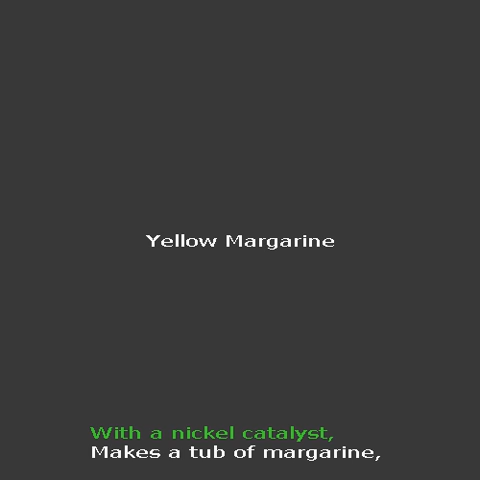 Yellow Margarine
With a nickel catalyst,
Makes a tub of margarine,